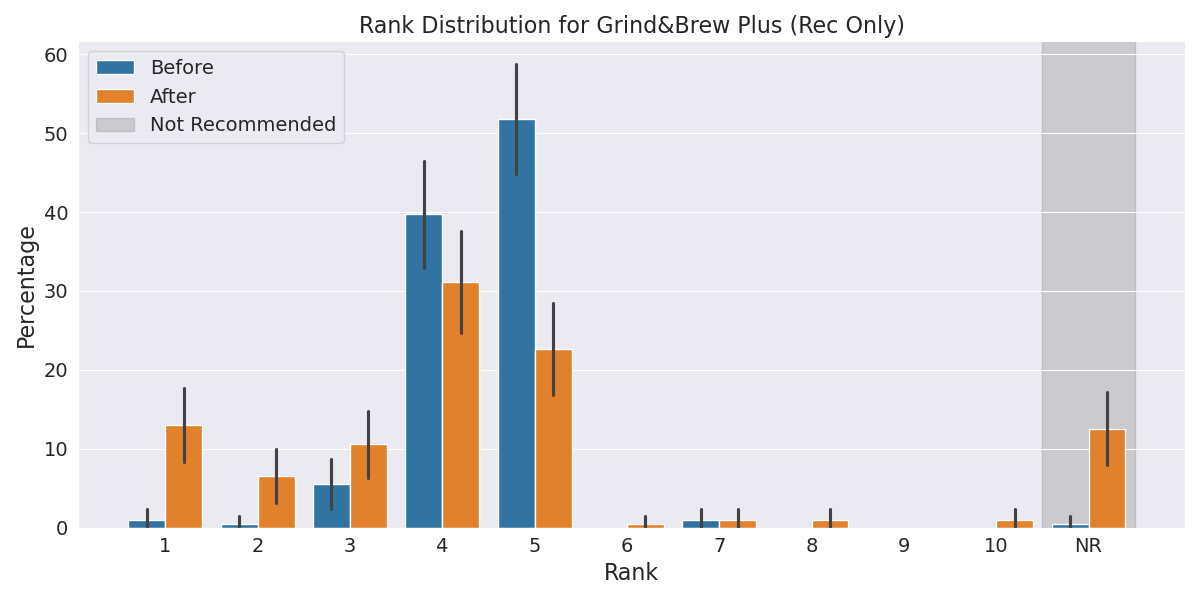 Rank Distribution for Grind&Brew Plus (Rec Only)
Before
After
Not Recommended
Percentage
60
50
40
30
20
10
0
1 2 3 4 5 6 7 8 9 10 NR
Rank